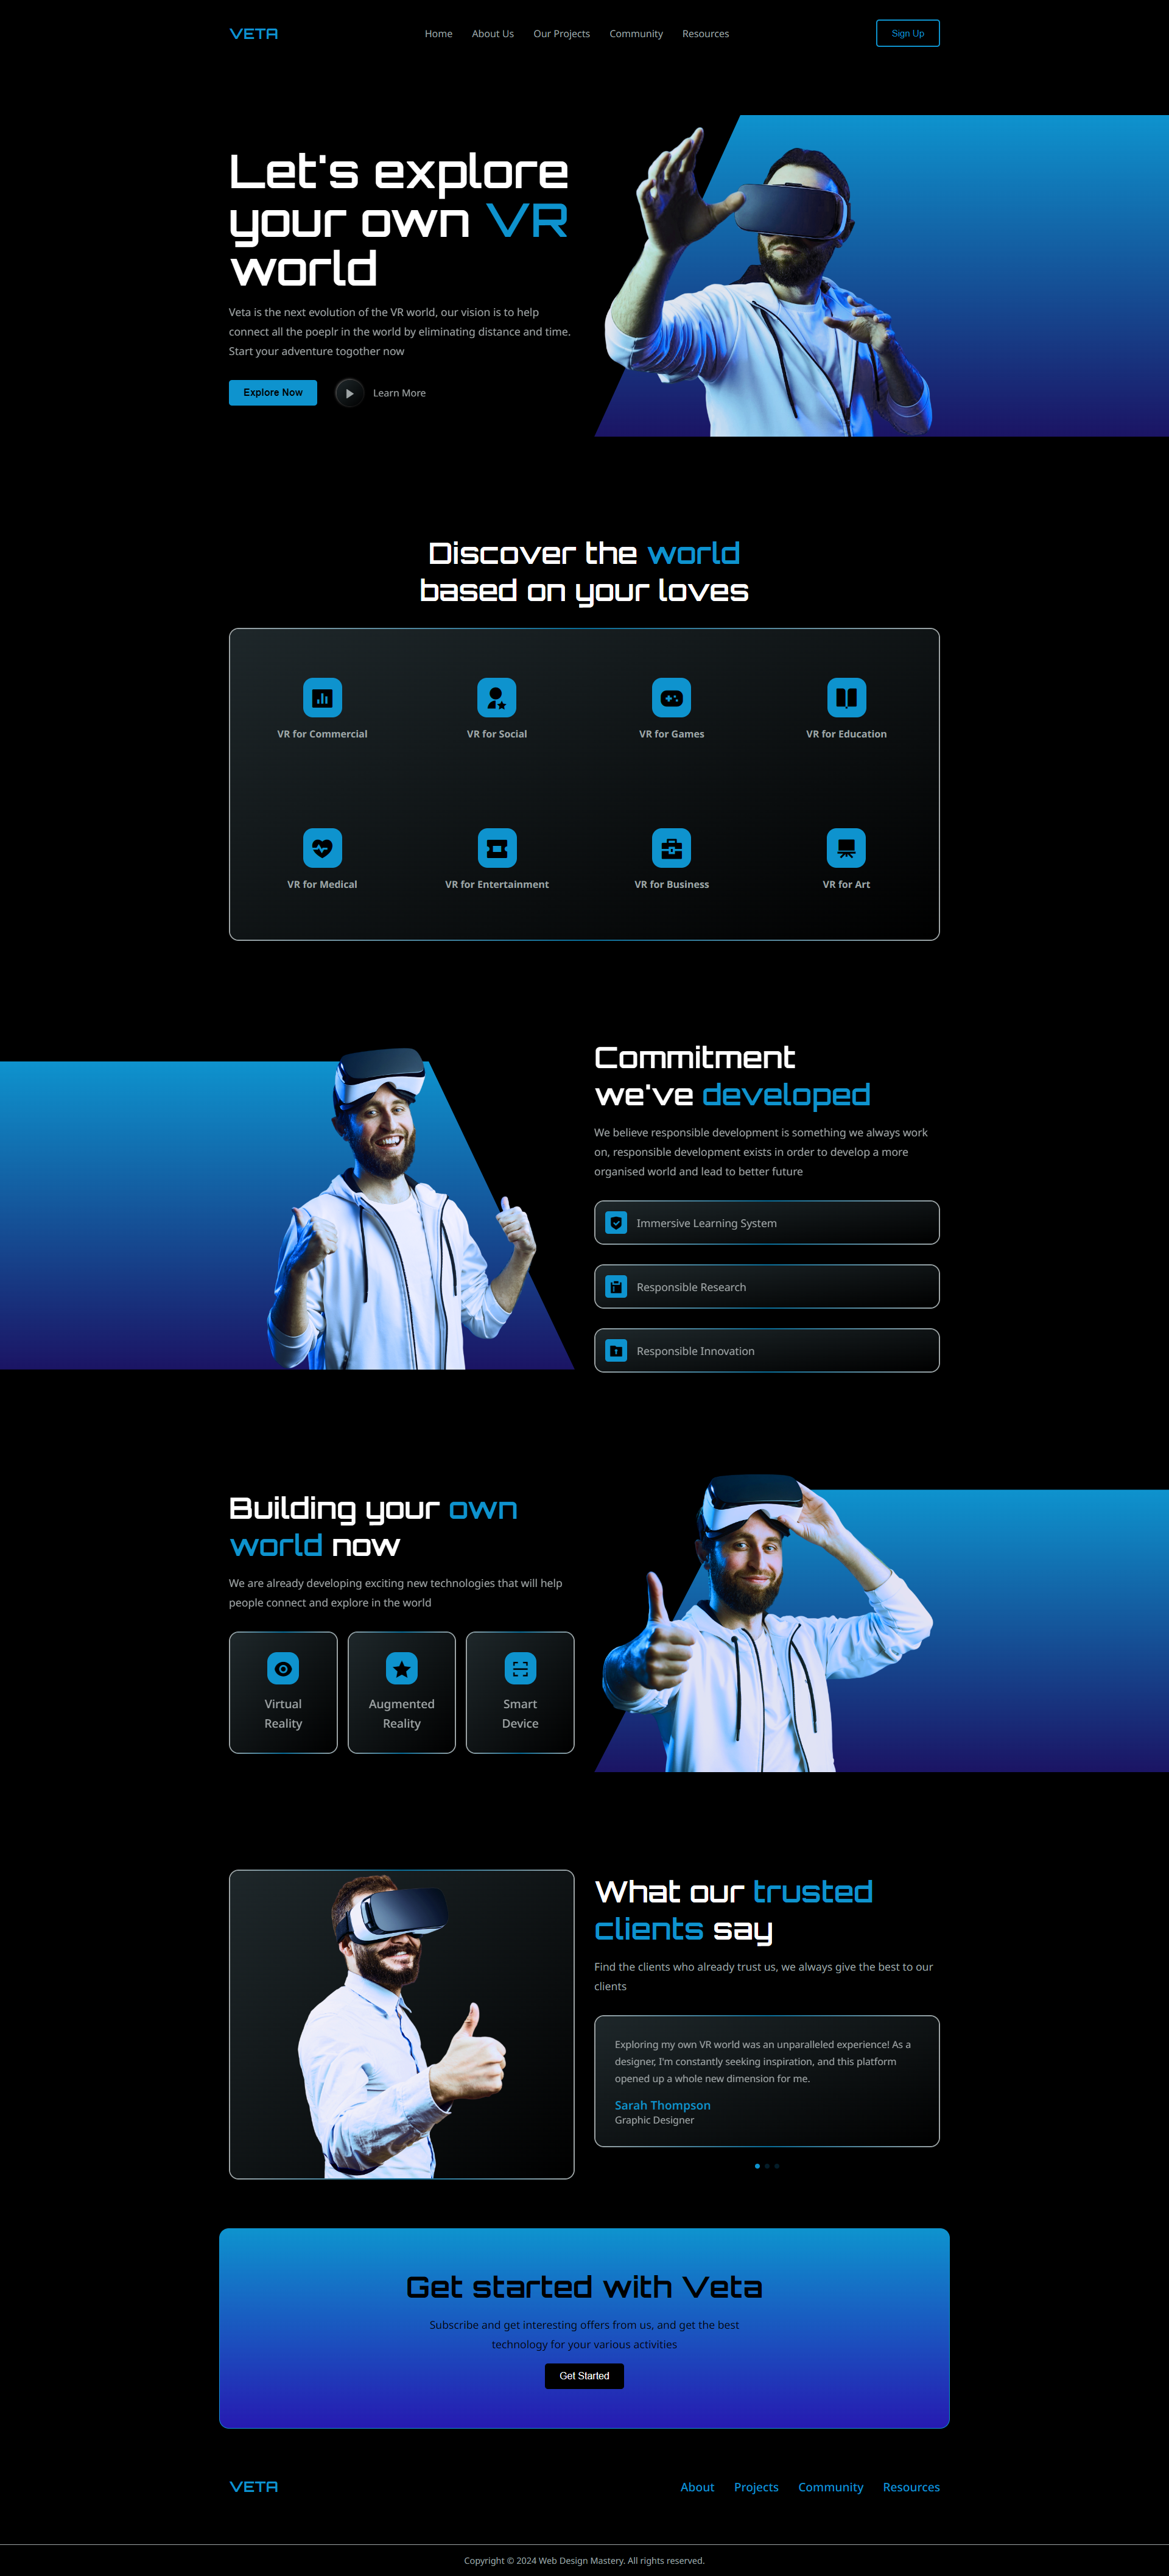 VETA
Home About Us Our Projects Community Resources
Sign Up
Let's explore
your own VR
world
Veta is the next evolution of the VR world, our vision is to help
connect all the poeplr in the world by eliminating distance and time.
Start your adventure togother now
Explore Now
Learn More
Discover the world
based on your loves
VR for Commercial
VR for Social
VR for Games
VR for Education
VR for Medical
VR for Entertainment
VR for Business
VR for Art
Commitment
we've developed
We believe responsible development is something we always work
on, responsible development exists in order to develop a more
organised world and lead to better future
Immersive Learning System
Responsible Research
Responsible Innovation
Building your own
world now
We are already developing exciting new technologies that will help
people connect and explore in the world
Virtual
Reality
Augmented
Reality
Smart
Device
What our trusted
clients say
Find the clients who already trust us, we always give the best to our
clients
Exploring my own VR world was an unparalleled experience! As a
designer, I'm constantly seeking inspiration, and this platform
opened up a whole new dimension for me.
Sarah Thompson
Graphic Designer
Get started with Veta
Subscribe and get interesting offers from us, and get the best
technology for your various activities
Get Started
VETA
About Projects Community Resources
Copyright © 2024 Web Design Mastery. All rights reserved.